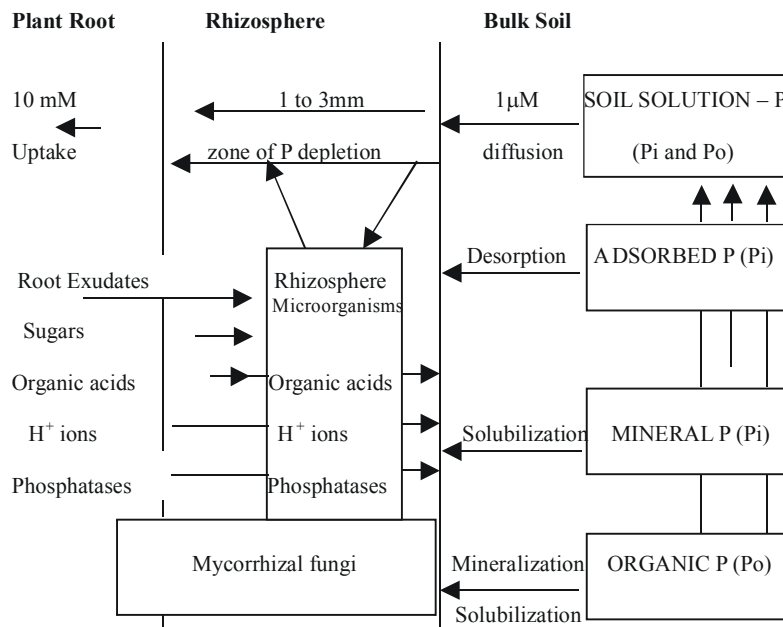 Plant Root Rhizosphere Bulk Soil
10 mM 1 to 3mm 1µM SOIL SOLUTION – P
Uptake zone of P depletion diffusion (Pi and Po)
Desorption ADSORBED P (Pi)
Root Exudates Rhizosphere
Microorganisms
Sugars
Organic acids Organic acids
H⁺ ions H⁺ ions Solubilization MINERAL P (Pi)
Phosphatases Phosphatases
Mycorrhizal fungi Mineralization ORGANIC P (Po)
Solubilization